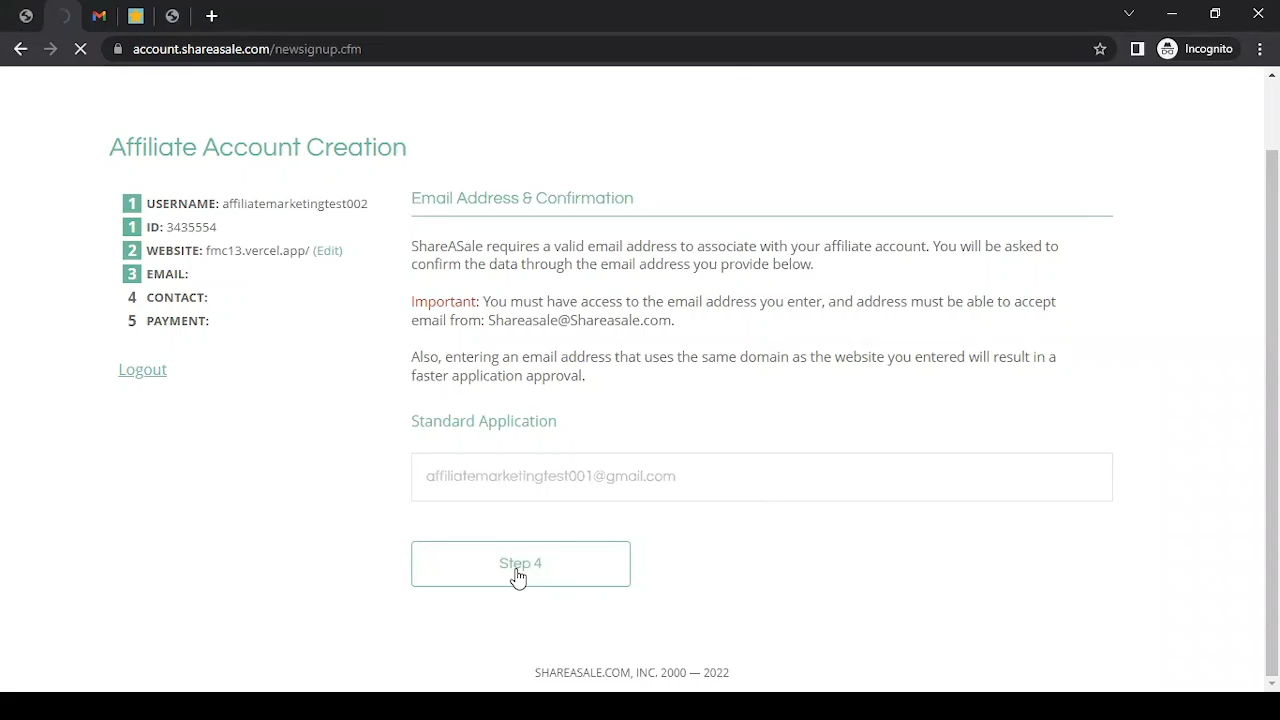 account.shareasale.com/newsignup.cfm
Incognito
Affiliate Account Creation
1 USERNAME: affiliatemarketingtest002
1 ID: 3435554
2 WEBSITE: fmc13.vercel.app/ (Edit)
3 EMAIL:
4 CONTACT:
5 PAYMENT:
Logout
Email Address & Confirmation
ShareASale requires a valid email address to associate with your affiliate account. You will be asked to
confirm the data through the email address you provide below.
Important: You must have access to the email address you enter, and address must be able to accept
email from: Shareasale@Shareasale.com.
Also, entering an email address that uses the same domain as the website you entered will result in a
faster application approval.
Standard Application
affiliatemarketingtest001@gmail.com
Step 4
SHAREASALE.COM, INC. 2000 — 2022